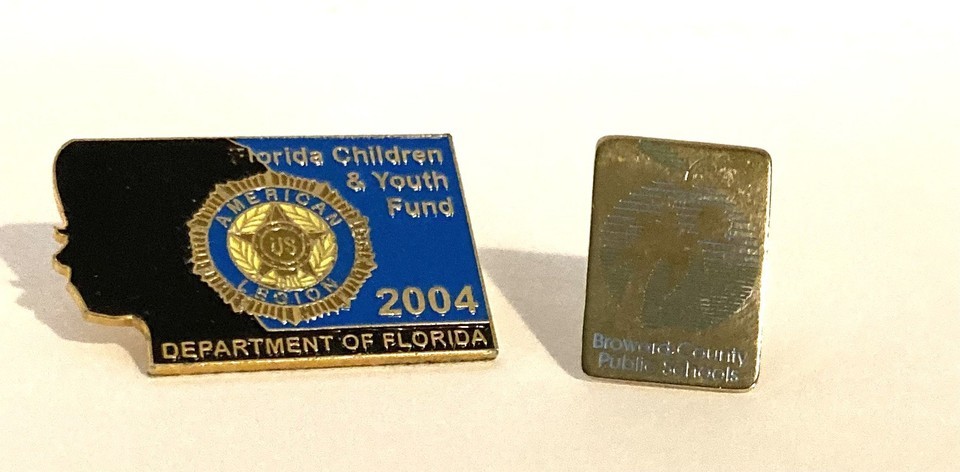 Florida Children
& Youth
Fund
AMERICAN
US
LEGION
2004
DEPARTMENT OF FLORIDA
Broward County
Public Schools